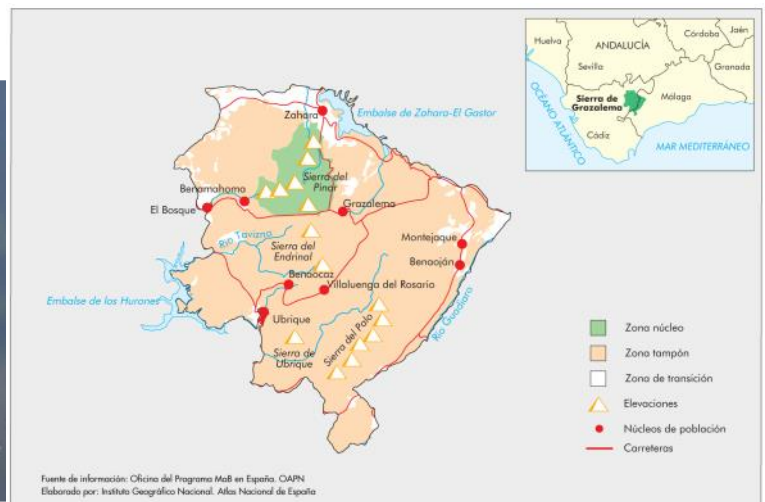 Huelva
Sevilla
ANDALUCÍA
Córdoba
Jaén
Granada
Sierra de
Grazalema
Málaga
Cádiz
OCÉANO ATLÁNTICO
MAR MEDITERRÁNEO
Zahara
Embalse de Zahara-El Gastor
Sierra del
Pinar
Benamahoma
El Bosque
Grazalema
Río Tavizna
Sierra del
Endrinal
Montejaque
Benaoján
Benaocaz
Villaluenga del Rosario
Embalse de los Hurones
Ubrique
Sierra de
Ubrique
Sierra del Palo
Río Guadiaro
Zona núcleo
Zona tampón
Zona de transición
Elevaciones
Núcleos de población
Carreteras
Fuente de información: Oficina del Programa MaB en España. OAPN
Elaborado por: Instituto Geográfico Nacional. Atlas Nacional de España